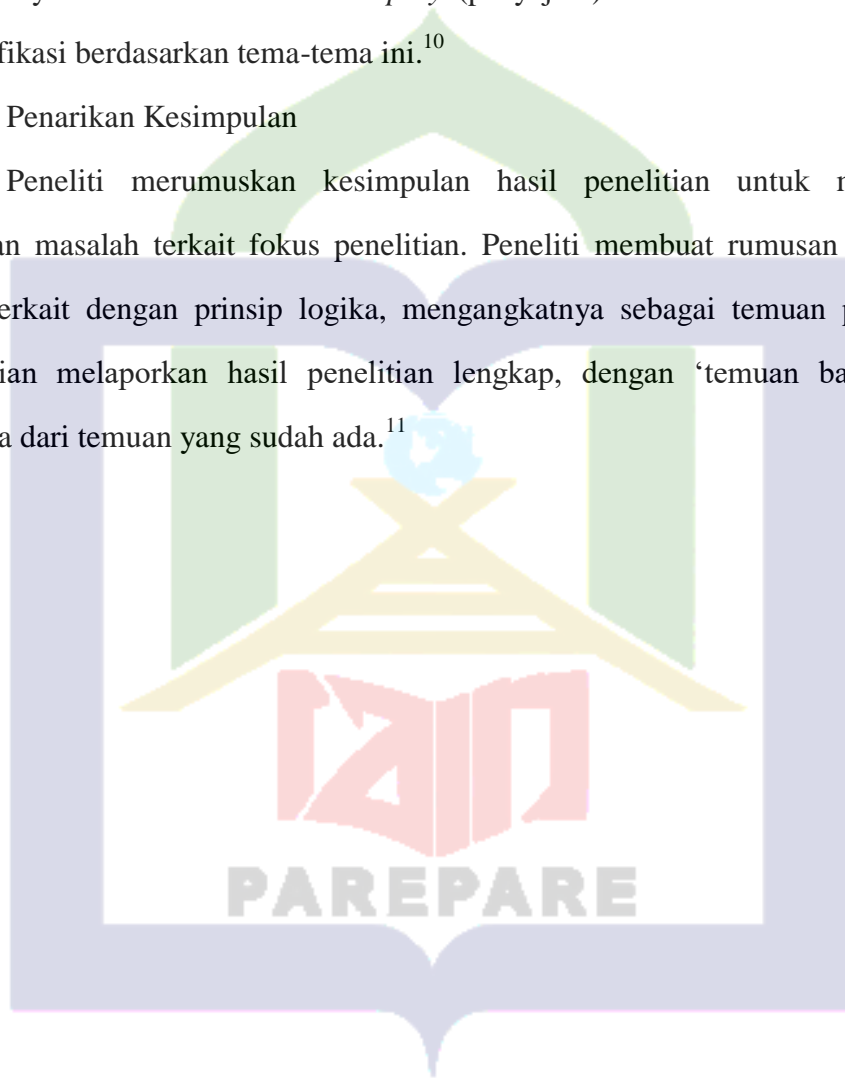 fikasi berdasarkan tema-tema ini.10
Penarikan Kesimpulan
Peneliti merumuskan kesimpulan hasil penelitian untuk
masalah terkait fokus penelitian. Peneliti membuat rumusan
erkait dengan prinsip logika, mengangkatnya sebagai temuan
ian melaporkan hasil penelitian lengkap, dengan ‘temuan
dari temuan yang sudah ada.11
iain
PAREPARE